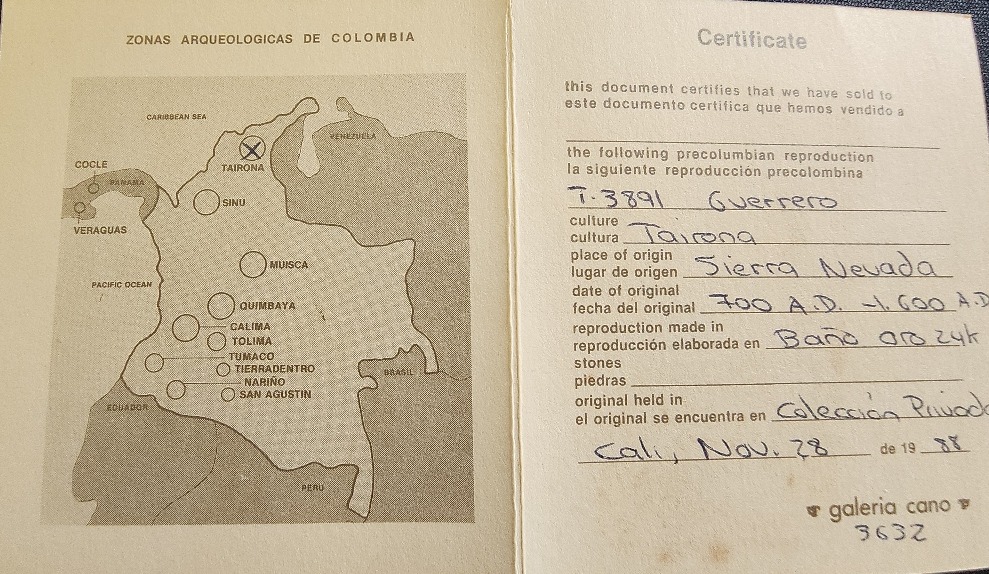 ZONAS ARQUEOLOGICAS DE COLOMBIA
CARIBBEAN SEA
VENEZUELA
TAIRONA
COCLE
PANAMA
SINU
VERAGUAS
MUISCA
PACIFIC OCEAN
QUIMBAYA
CALIMA
TOLIMA
TUMACO
TIERRADENTRO
BRASIL
NARIÑO
SAN AGUSTIN
ECUADOR
PERU
Certificate
this document certifies that we have sold to
este documento certifica que hemos vendido a
the following precolumbian reproduction
la siguiente reproducción precolombina
T.3891 Guerrero
culture
cultura Tairona
place of origin
lugar de origen Sierra Nevada
date of original
fecha del original 700 A.D. -1.600 A.D
reproduction made in
reproducción elaborada en Baño oro 24k
stones
piedras
original held in
el original se encuentra en Colección Privada
Cali, Nov. 28 de 19 88
galeria cano
3632